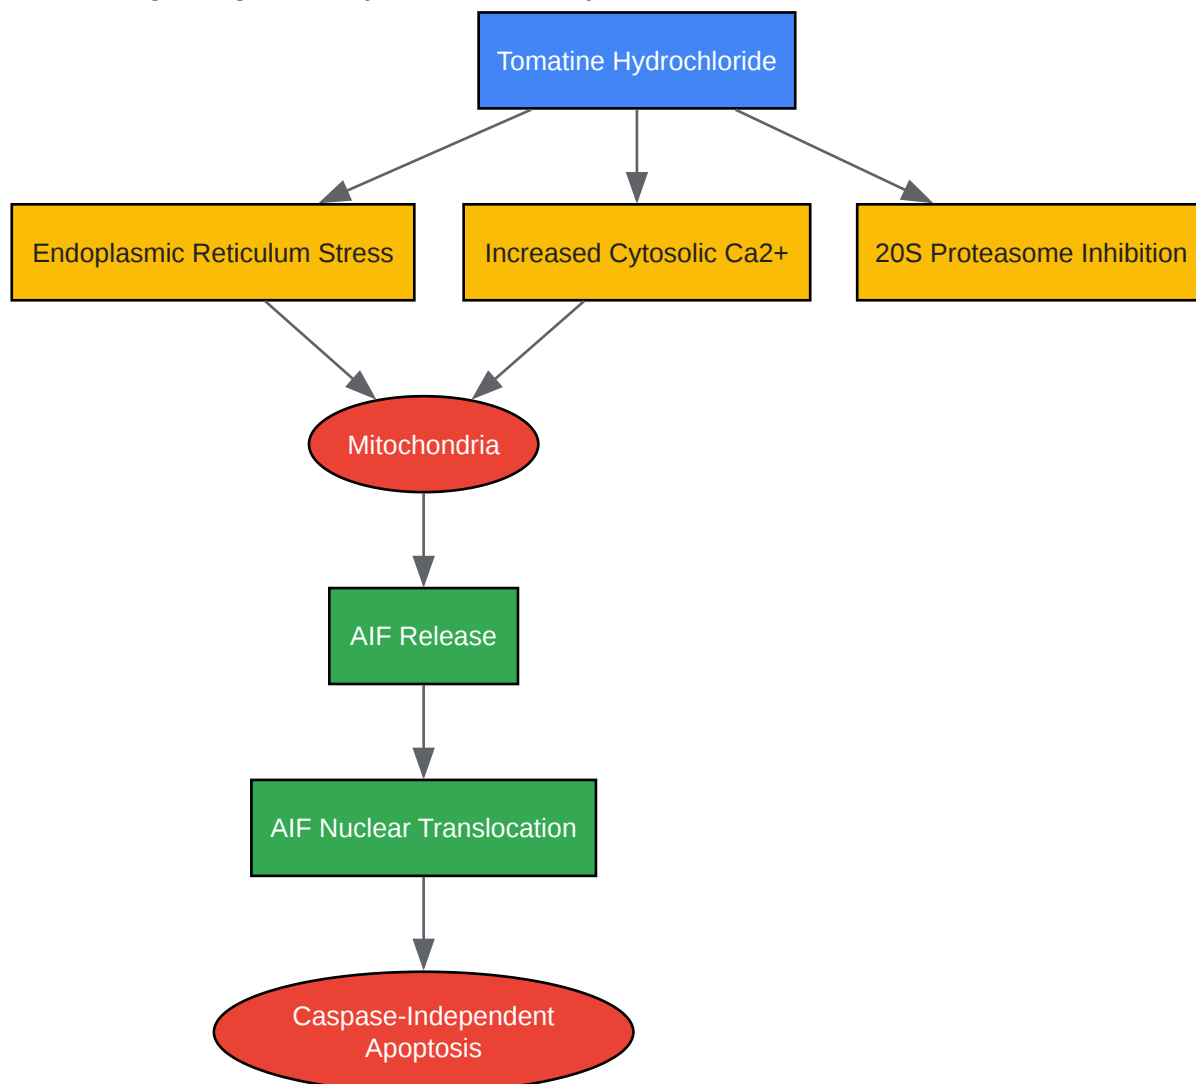 Tomatine Hydrochloride
Endoplasmic Reticulum Stress
Increased Cytosolic Ca2+
20S Proteasome Inhibition
Mitochondria
AIF Release
AIF Nuclear Translocation
Caspase-Independent
Apoptosis